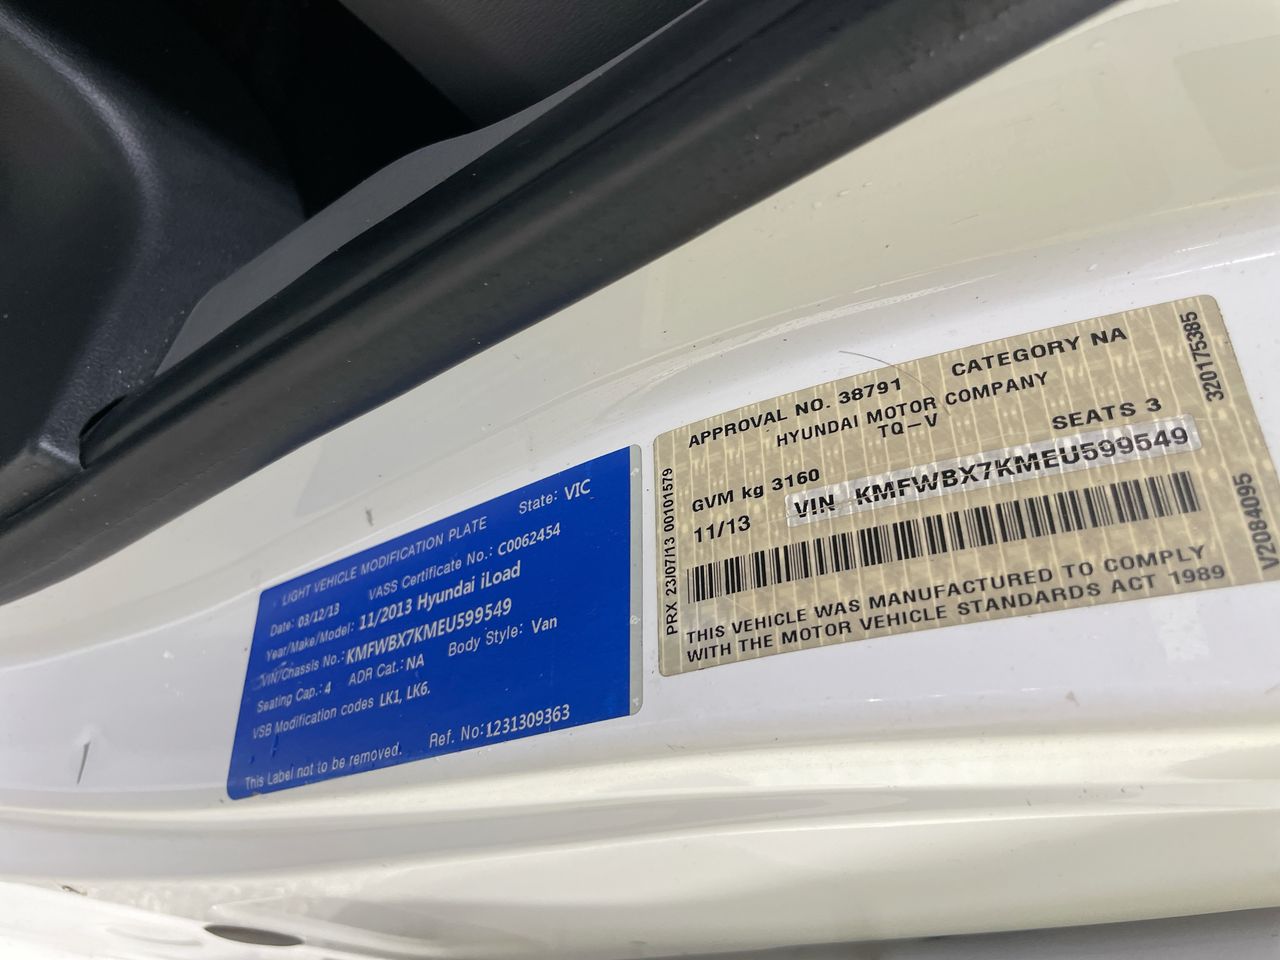 LIGHT VEHICLE MODIFICATION PLATE State: VIC
Date: 03/12/13 VASS Certificate No.: C0062454
Year/Make/Model: 11/2013 Hyundai iLoad
VIN/Chassis No.: KMFWBX7KMEU599549
Seating Cap.: 4 ADR Cat.: NA Body Style: Van
VSB Modification codes LK1, LK6.
This Label not to be removed. Ref. No:1231309363
PRX 23/07/13 00101579
APPROVAL NO. 38791 CATEGORY NA
HYUNDAI MOTOR COMPANY
TQ-V
GVM kg 3160 SEATS 3
11/13 VIN KMFWBX7KMEU599549
THIS VEHICLE WAS MANUFACTURED TO COMPLY
WITH THE MOTOR VEHICLE STANDARDS ACT 1989
320175385
V2084095